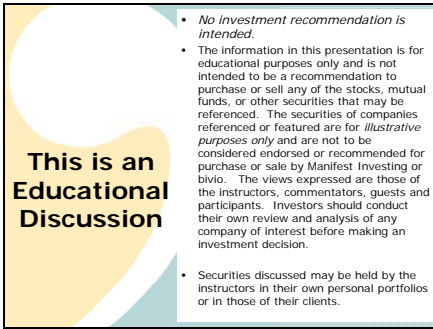 This is an
Educational
Discussion
• No investment recommendation is
intended.
• The information in this presentation is for
educational purposes only and is not
intended to be a recommendation to
purchase or sell any of the stocks, mutual
funds, or other securities that may be
referenced.  The securities of companies
referenced or featured are for illustrative
purposes only and are not to be
considered endorsed or recommended for
purchase or sale by Manifest Investing or
bivio.   The views expressed are those of
the instructors, commentators, guests and
participants.  Investors should conduct
their own review and analysis of any
company of interest before making an
investment decision.
• Securities discussed may be held by the
instructors in their own personal portfolios
or in those of their clients.